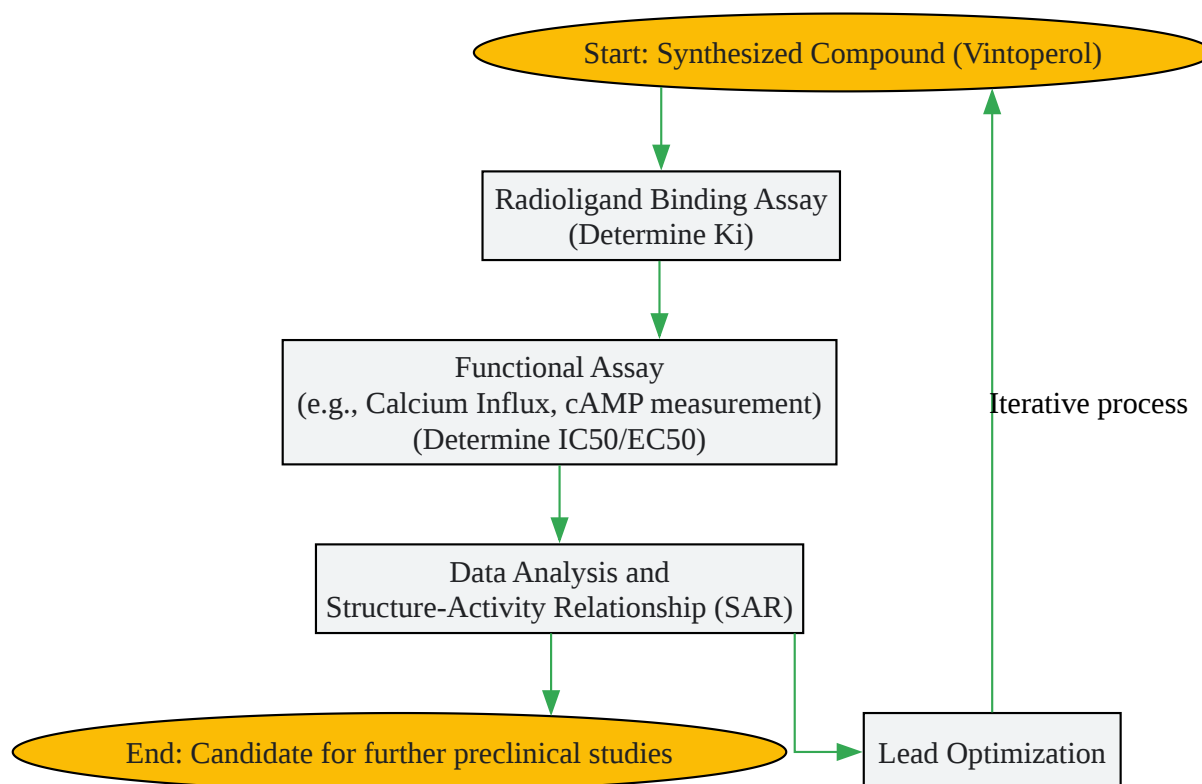 Start: Synthesized Compound (Vintoperol)
Radioligand Binding Assay
(Determine Ki)
Functional Assay
(e.g., Calcium Influx, cAMP measurement)
(Determine IC50/EC50)
Iterative process
Data Analysis and
Structure-Activity Relationship (SAR)
End: Candidate for further preclinical studies
Lead Optimization